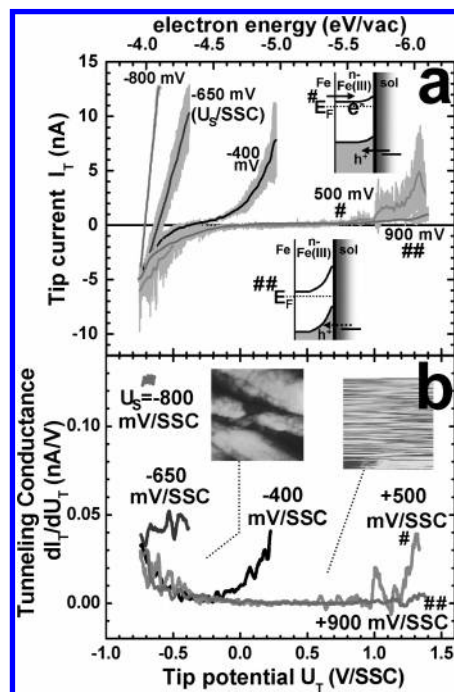 electron energy (eV/vac)
-4.0 -4.5 -5.0 -5.5 -6.0
15
10
5
0
-5
-10
Tip current I_T (nA)
-800 mV
-650 mV
(U_S/SSC)
-400
mV
a
n-
Fe Fe(III) sol
#
E_F e^-
h^+
500 mV
#
900 mV
##
n-
Fe Fe(III) sol
##
E_F
h^+
b
Tunneling Conductance
dI_T/dU_T (nA/V)
0.10
0.05
0.00
U_S=-800
mV/SSC
-650
mV/SSC
-400
mV/SSC
+500
mV/SSC
#
##
+900 mV/SSC
-1.0 -0.5 0.0 0.5 1.0 1.5
Tip potential U_T (V/SSC)